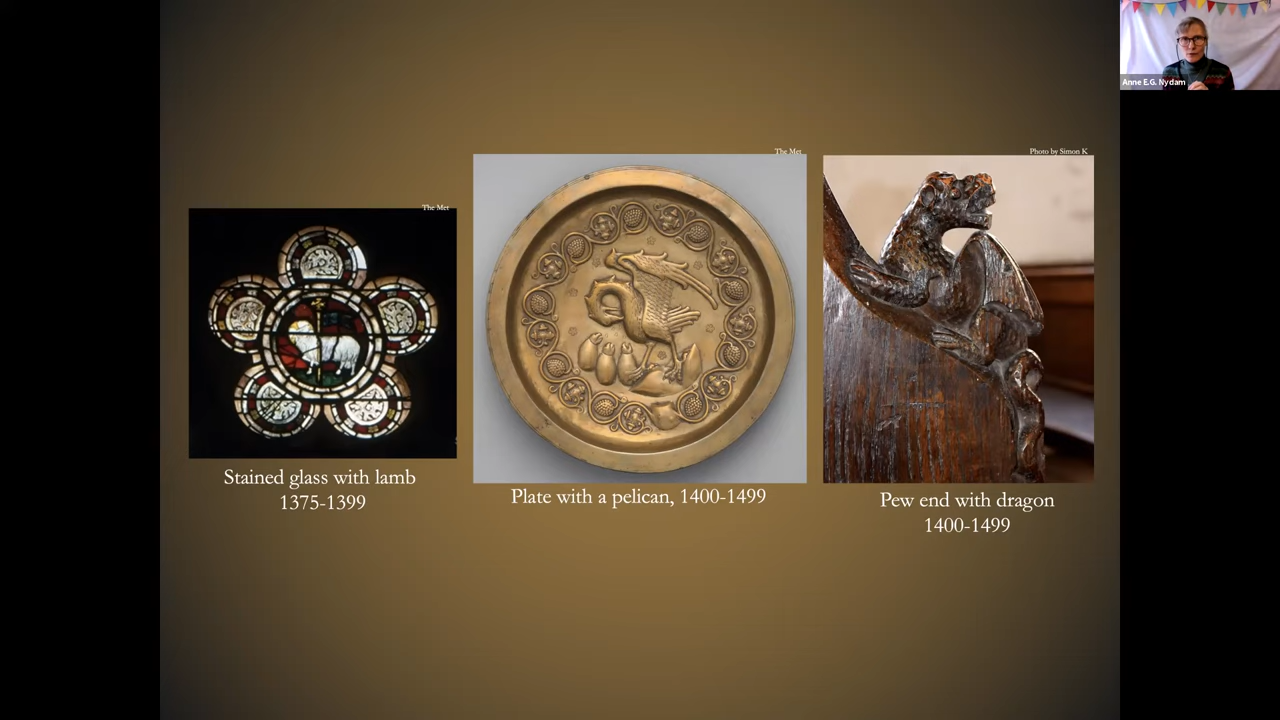 Anne E.G. Nydam
The Met
The Met
Photo by Simon K
Stained glass with lamb
1375-1399
Plate with a pelican, 1400-1499
Pew end with dragon
1400-1499